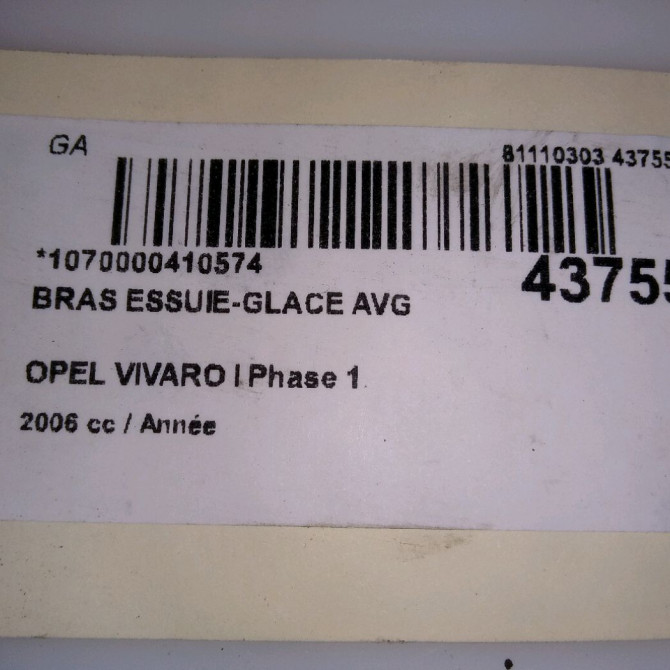 GA
81110303 43755
*1070000410574
43755
BRAS ESSUIE-GLACE AVG
OPEL VIVARO I Phase 1
2006 cc / Année